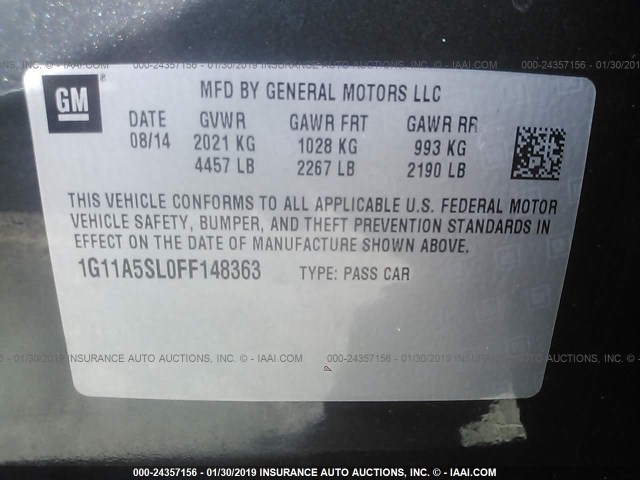 000-24357156 - 01/30/2019 INSURANCE AUTO AUCTIONS, INC. © - IAAI.COM
GM ®
MFD BY GENERAL MOTORS LLC
DATE GVWR GAWR FRT GAWR RR
08/14 2021 KG 1028 KG 993 KG
4457 LB 2267 LB 2190 LB
THIS VEHICLE CONFORMS TO ALL APPLICABLE U.S. FEDERAL MOTOR
VEHICLE SAFETY, BUMPER, AND THEFT PREVENTION STANDARDS IN
EFFECT ON THE DATE OF MANUFACTURE SHOWN ABOVE.
1G11A5SL0FF148363 TYPE: PASS CAR
01/30/2019 INSURANCE AUTO AUCTIONS, INC. © - IAAI.COM 000-24357156 - 01/30/2019 INSURANCE AUTO AUCTIONS,
000-24357156 - 01/30/2019 INSURANCE AUTO AUCTIONS, INC. © - IAAI.COM